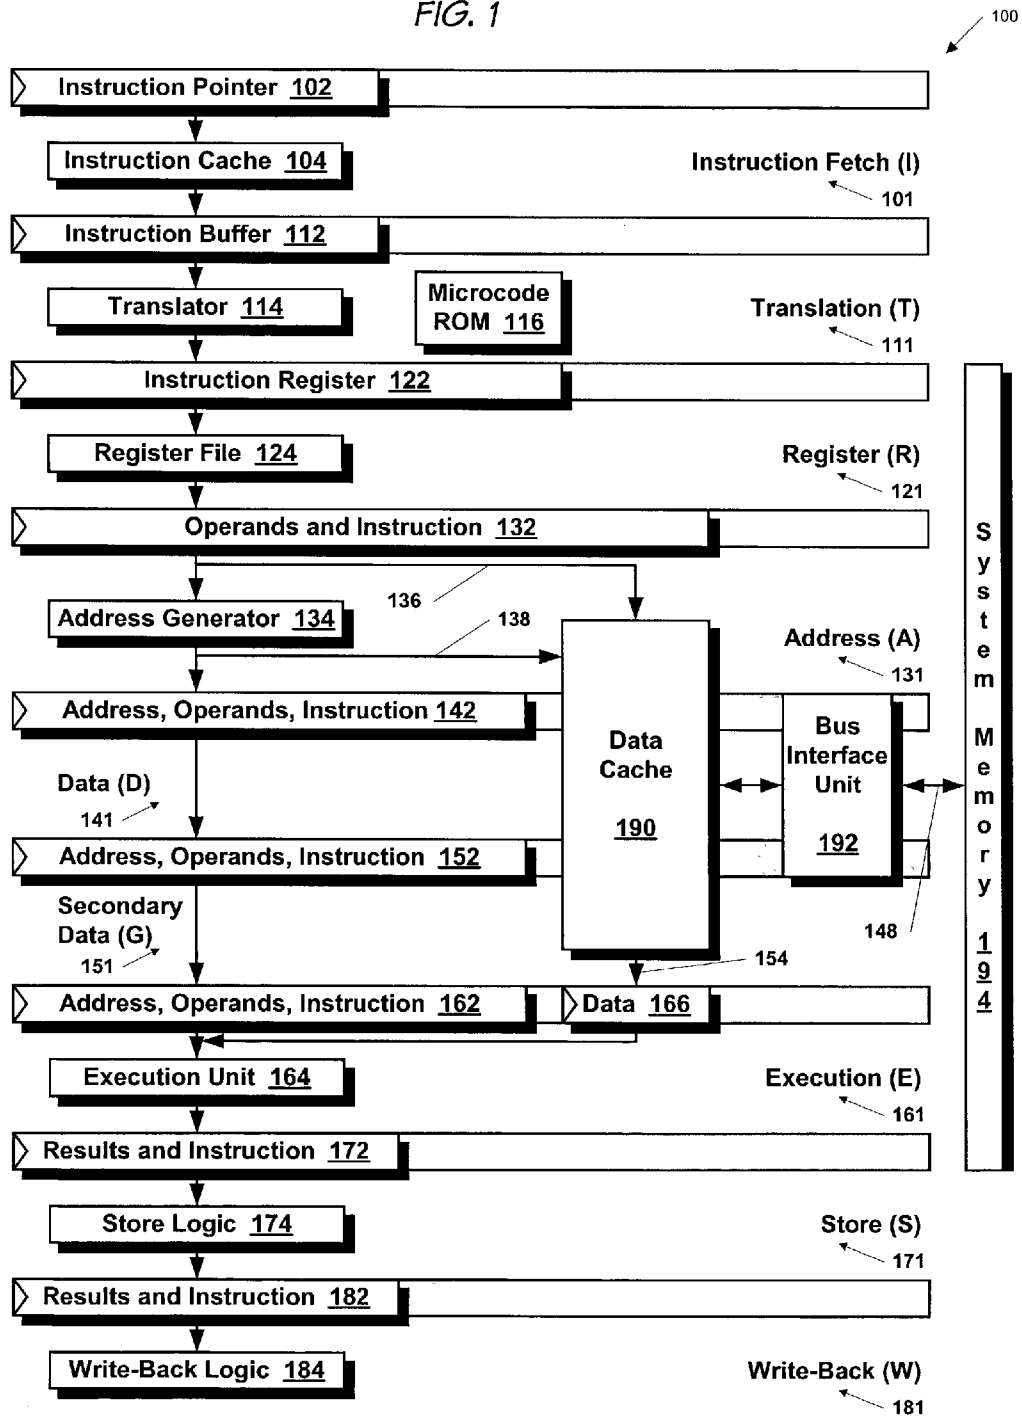 FIG. 1
100
Instruction Pointer 102
Instruction Cache 104
Instruction Fetch (I)
101
Instruction Buffer 112
Translator 114
Microcode
ROM 116
Translation (T)
111
Instruction Register 122
Register File 124
Register (R)
121
Operands and Instruction 132
136
Address Generator 134
138
Address (A)
131
Address, Operands, Instruction 142
Data
Cache
190
Bus
Interface
Unit
192
System Memory 194
Data (D)
141
Address, Operands, Instruction 152
Secondary
Data (G)
151
148
154
Address, Operands, Instruction 162
Data 166
Execution Unit 164
Execution (E)
161
Results and Instruction 172
Store Logic 174
Store (S)
171
Results and Instruction 182
Write-Back Logic 184
Write-Back (W)
181